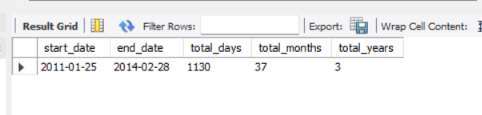 Result Grid Filter Rows: Export: Wrap Cell Content:
start_date end_date total_days total_months total_years
2011-01-25 2014-02-28 1130 37 3